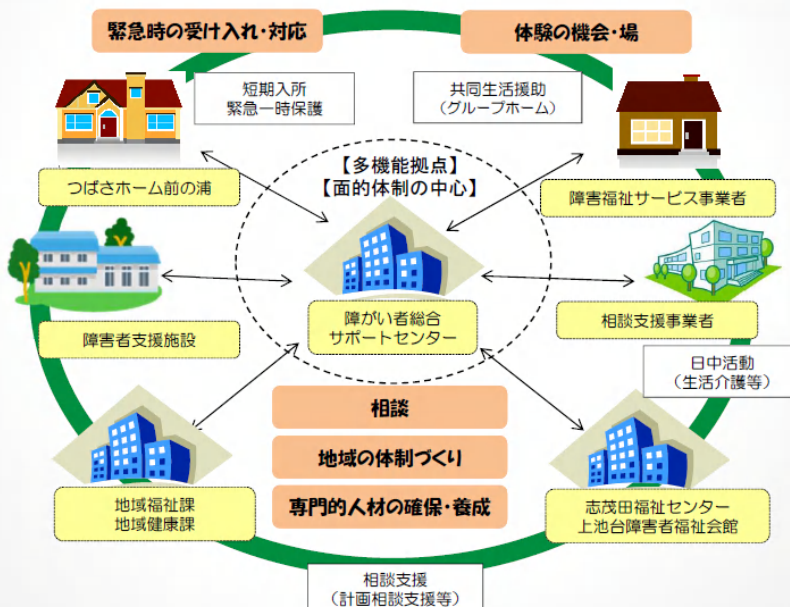 緊急時の受け入れ・対応
体験の機会・場
短期入所
緊急一時保護
共同生活援助
(グループホーム)
【多機能拠点】
【面的体制の中心】
つばさホーム前の浦
障害福祉サービス事業者
障がい者総合
サポートセンター
障害者支援施設
相談支援事業者
日中活動
(生活介護等)
相談
地域の体制づくり
専門的人材の確保・養成
地域福祉課
地域健康課
志茂田福祉センター
上池台障害者福祉会館
相談支援
(計画相談支援等)